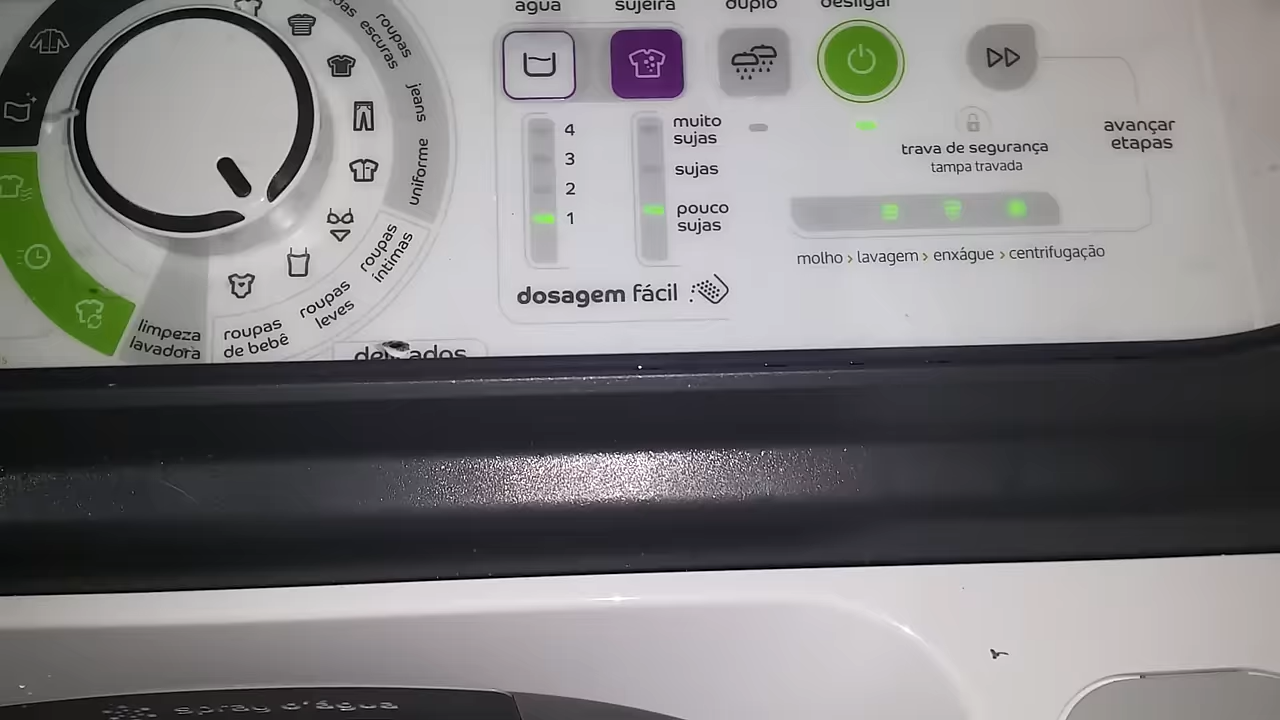 água
sujeira
duplo
desligar
roupas
escuras
jeans
uniforme
roupas
íntimas
roupas
leves
roupas
de bebê
limpeza
lavadora
4
3
2
1
muito
sujas
sujas
pouco
sujas
dosagem fácil
trava de segurança
tampa travada
avançar
etapas
molho › lavagem › enxágue › centrifugação
spray d'água